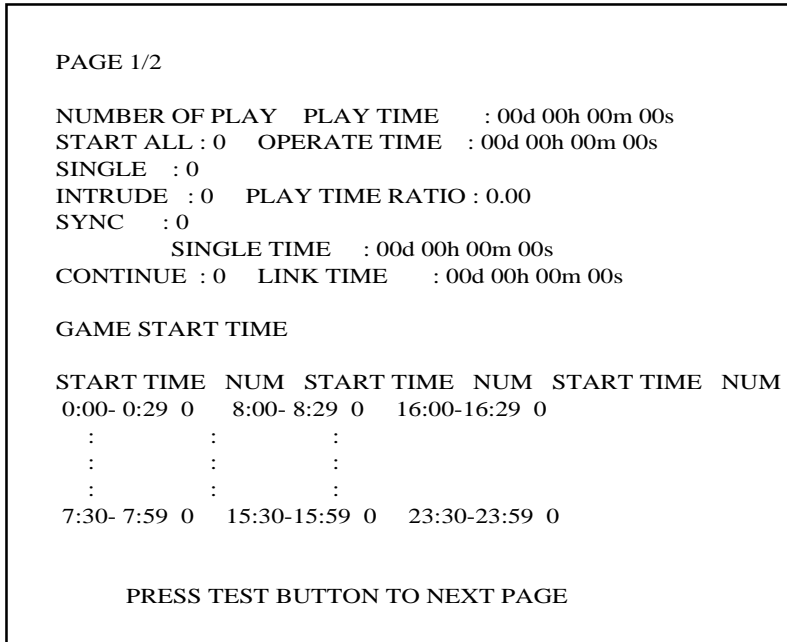 PAGE 1/2
NUMBER OF PLAY PLAY TIME : 00d 00h 00m 00s
START ALL : 0 OPERATE TIME : 00d 00h 00m 00s
SINGLE : 0
INTRUDE : 0 PLAY TIME RATIO : 0.00
SYNC : 0
SINGLE TIME : 00d 00h 00m 00s
CONTINUE : 0 LINK TIME : 00d 00h 00m 00s
GAME START TIME
START TIME NUM START TIME NUM START TIME NUM
0:00- 0:29 0 8:00- 8:29 0 16:00-16:29 0
: : :
: : :
: : :
7:30- 7:59 0 15:30-15:59 0 23:30-23:59 0
PRESS TEST BUTTON TO NEXT PAGE